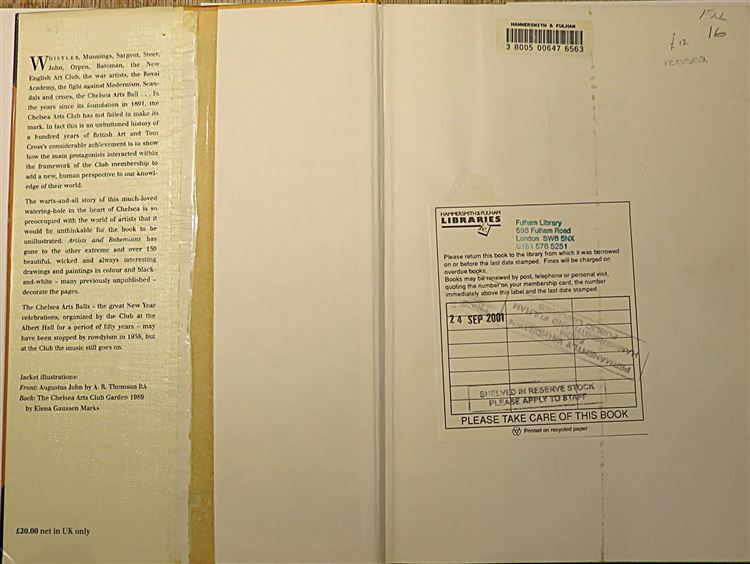 WHISTLER, Munnings, Sargent, Steer,
John, Orpen, Bateman, the New
English Art Club, the war artists, the Royal
Academy, the fight against Modernism, Scan-
dals and crises, the Chelsea Arts Ball . . . In
the years since its foundation in 1891, the
Chelsea Arts Club has not failed to make its
mark. In fact this is an unbuttoned history of
a hundred years of British Art and Tom
Cross's considerable achievement is to show
how the main protagonists interacted within
the framework of the Club membership to
add a new, human perspective to our knowl-
edge of their world.
The warts-and-all story of this much-loved
watering-hole in the heart of Chelsea is so
preoccupied with the world of artists that it
would be unthinkable for the book to be
unillustrated. Artists and Bohemians has
gone to the other extreme and over 150
beautiful, wicked and always interesting
drawings and paintings in colour and black-
and-white – many previously unpublished –
decorate the pages.
The Chelsea Arts Balls – the great New Year
celebrations, organized by the Club at the
Albert Hall for a period of fifty years – may
have been stopped by rowdyism in 1958, but
at the Club the music still goes on.
Jacket illustrations:
Front: Augustus John by A. R. Thomson RA
Back: The Chelsea Arts Club Garden 1989
by Elena Gaussen Marks
£20.00 net in UK only
HAMMERSMITH & FULHAM
3 8005 00647 6563
16
£12
HAMMERSMITH & FULHAM
LIBRARIES
Fulham Library
598 Fulham Road
London SW6 5NX
0181 576 5251
Please return this book to the library from which it was borrowed
on or before the last date stamped. Fines will be charged on
overdue books.
Books may be renewed by post, telephone or personal visit,
quoting the number on your membership card, the number
immediately above this label and the last date stamped.
24 SEP 2001
PERMANENTLY WITHDRAWN
HAMMERSMITH AND FULHAM
PUBLIC LIBRARIES
SHELVED IN RESERVE STOCK
PLEASE APPLY TO STAFF
PLEASE TAKE CARE OF THIS BOOK
Printed on recycled paper